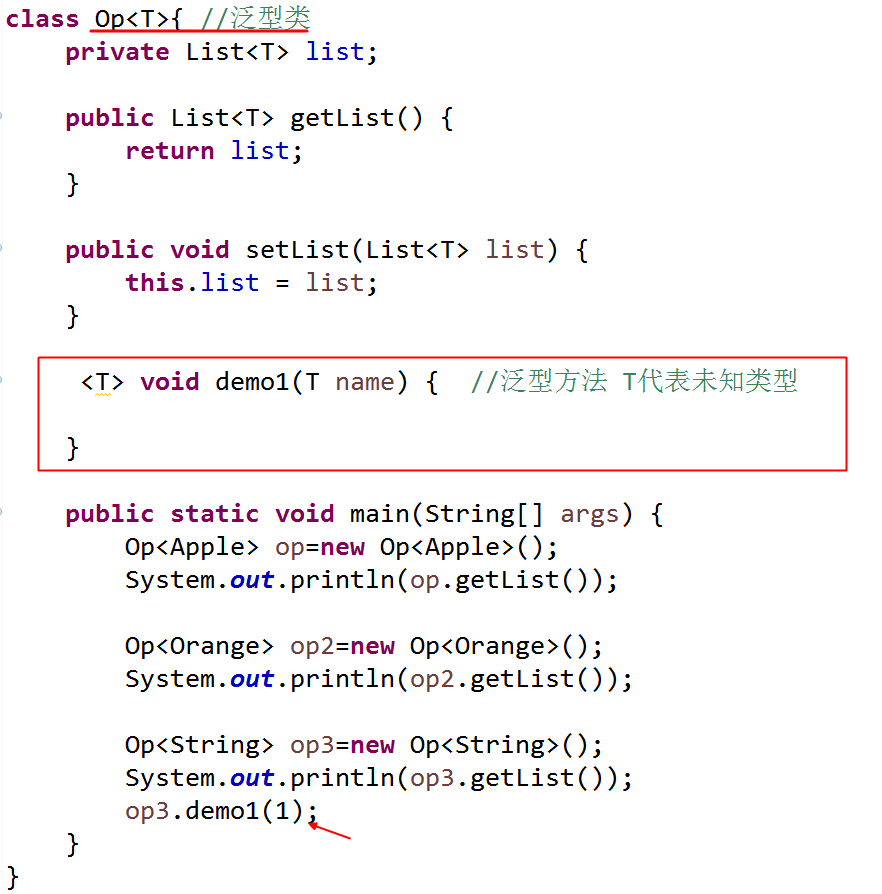 class Op<T>{ //泛型类
private List<T> list;
public List<T> getList() {
return list;
}
public void setList(List<T> list) {
this.list = list;
}
<T> void demo1(T name) { //泛型方法 T代表未知类型
}
public static void main(String[] args) {
Op<Apple> op=new Op<Apple>();
System.out.println(op.getList());
Op<Orange> op2=new Op<Orange>();
System.out.println(op2.getList());
Op<String> op3=new Op<String>();
System.out.println(op3.getList());
op3.demo1(1);
}
}